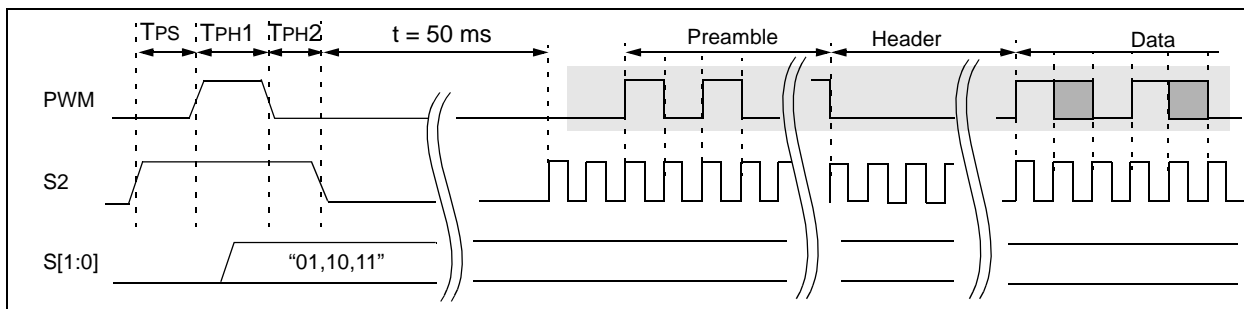 TPS TPH1 TPH2 t = 50 ms Preamble Header Data
PWM
S2
S[1:0] “01,10,11”